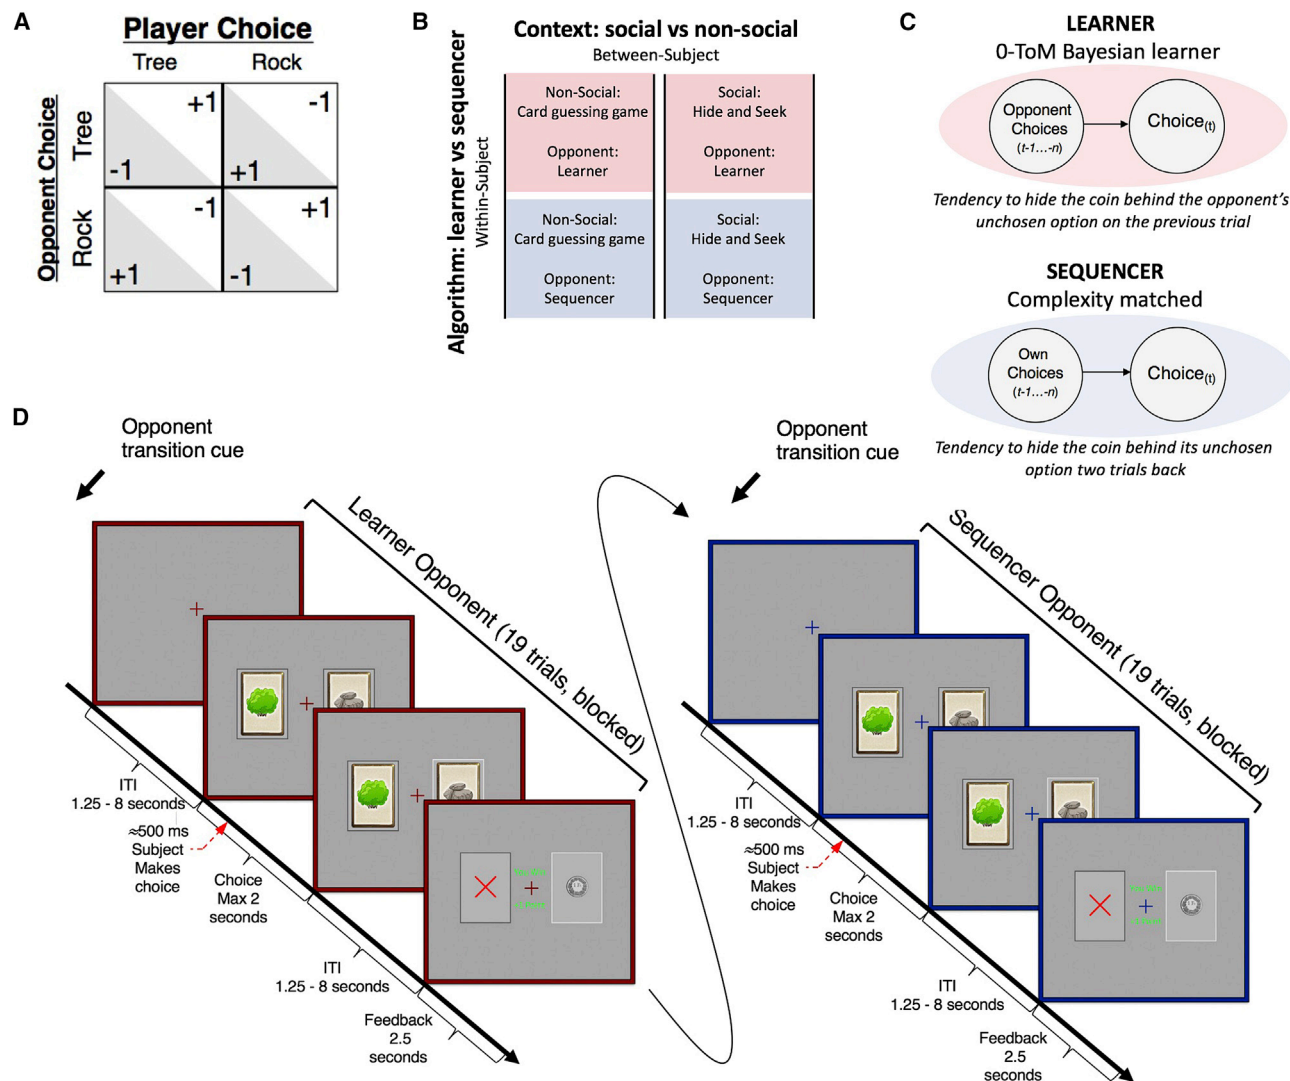 A
Player Choice
Tree
Rock
Opponent Choice
Tree
Rock
+1
-1
-1
+1
-1
+1
+1
-1
B
Context: social vs non-social
Between-Subject
Algorithm: learner vs sequencer
Within-Subject
Non-Social:
Card guessing game
Opponent:
Learner
Social:
Hide and Seek
Opponent:
Learner
Non-Social:
Card guessing game
Opponent:
Sequencer
Social:
Hide and Seek
Opponent:
Sequencer
C
LEARNER
0-ToM Bayesian learner
Opponent
Choices
(t-1...-n)
Choice(t)
Tendency to hide the coin behind the opponent's
unchosen option on the previous trial
SEQUENCER
Complexity matched
Own
Choices
(t-1...-n)
Choice(t)
Tendency to hide the coin behind its unchosen
option two trials back
D
Opponent
transition cue
Learner Opponent (19 trials, blocked)
ITI
1.25 - 8 seconds
≈500 ms
Subject
Makes
choice
Choice
Max 2
seconds
ITI
1.25 - 8 seconds
Feedback
2.5
seconds
Opponent
transition cue
Sequencer Opponent (19 trials, blocked)
ITI
1.25 - 8 seconds
≈500 ms
Subject
Makes
choice
Choice
Max 2
seconds
ITI
1.25 - 8 seconds
Feedback
2.5
seconds